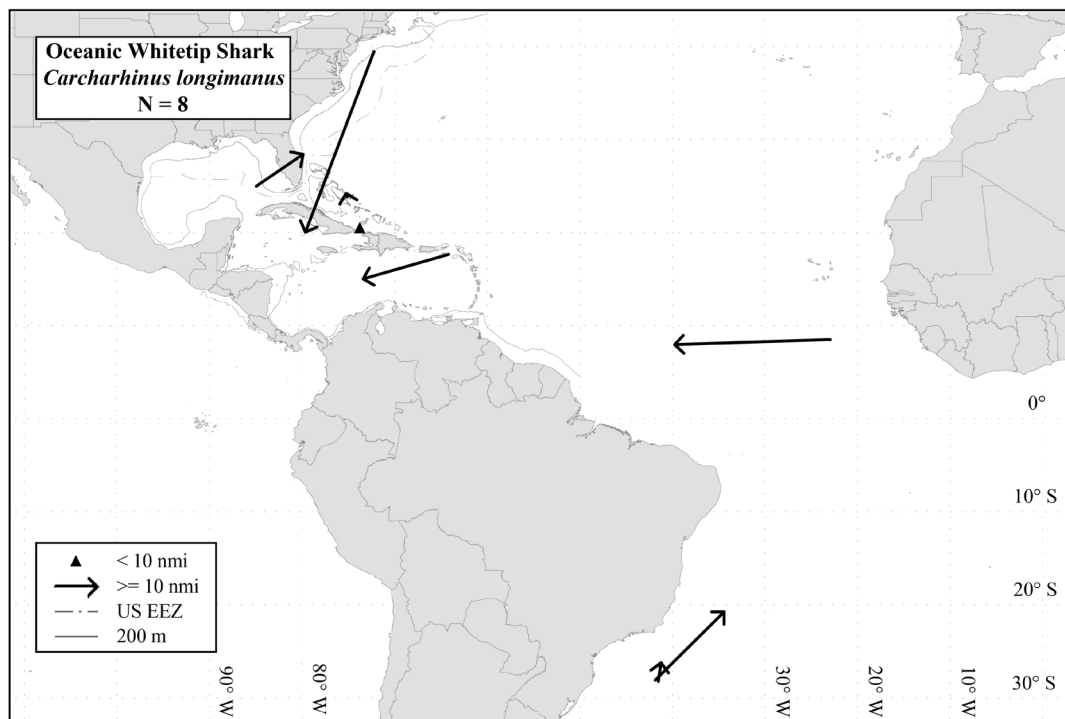 Oceanic Whitetip Shark
Carcharhinus longimanus
N = 8
0°
10° S
20° S
30° S
< 10 nmi
>= 10 nmi
US EEZ
200 m
90° W
80° W
30° W
20° W
10° W